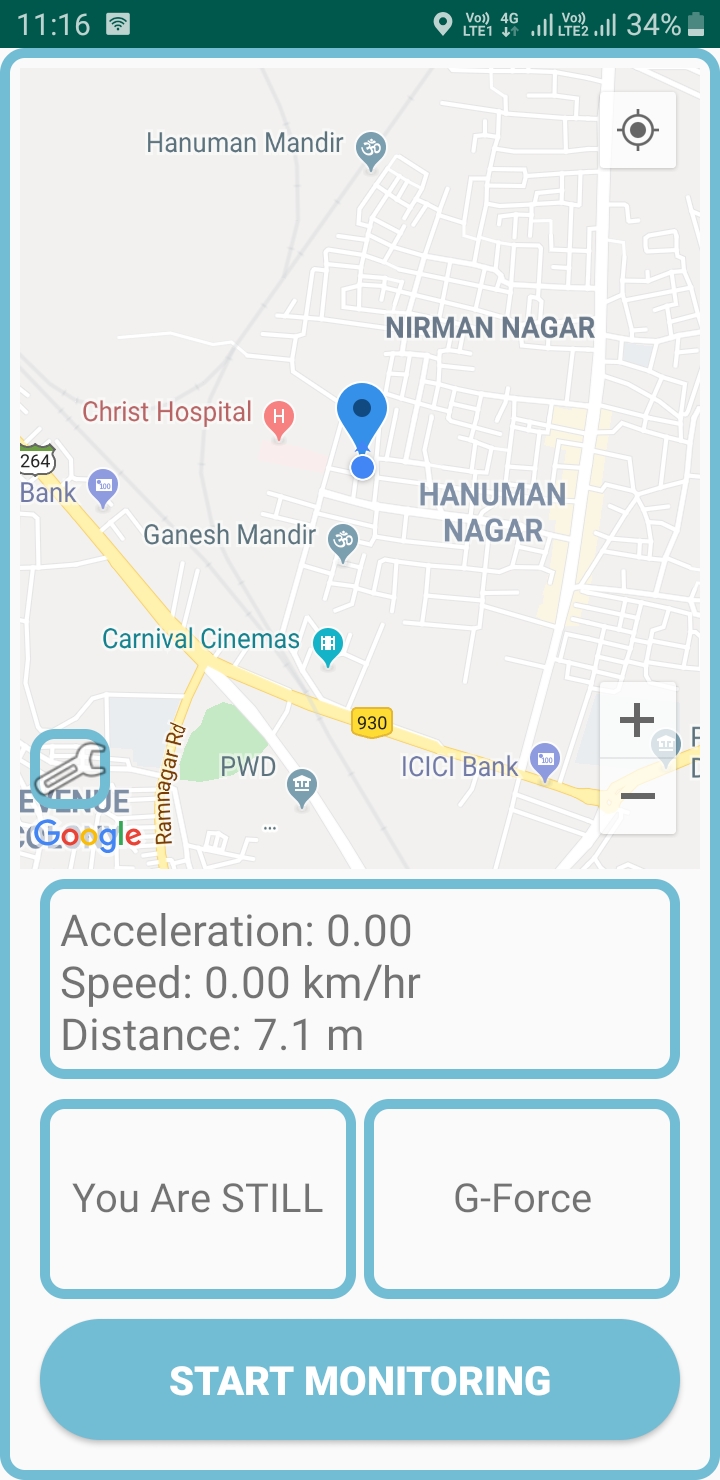 11:16
Vo)) 4G Vo)) 34%
LTE1 LTE2
Hanuman Mandir
NIRMAN NAGAR
Christ Hospital H
264
Bank 100
HANUMAN
NAGAR
Ganesh Mandir
Carnival Cinemas
930
Ramnagar Rd
PWD
ICICI Bank 100
EVENUE
Google
...
Acceleration: 0.00
Speed: 0.00 km/hr
Distance: 7.1 m
You Are STILL
G-Force
START MONITORING